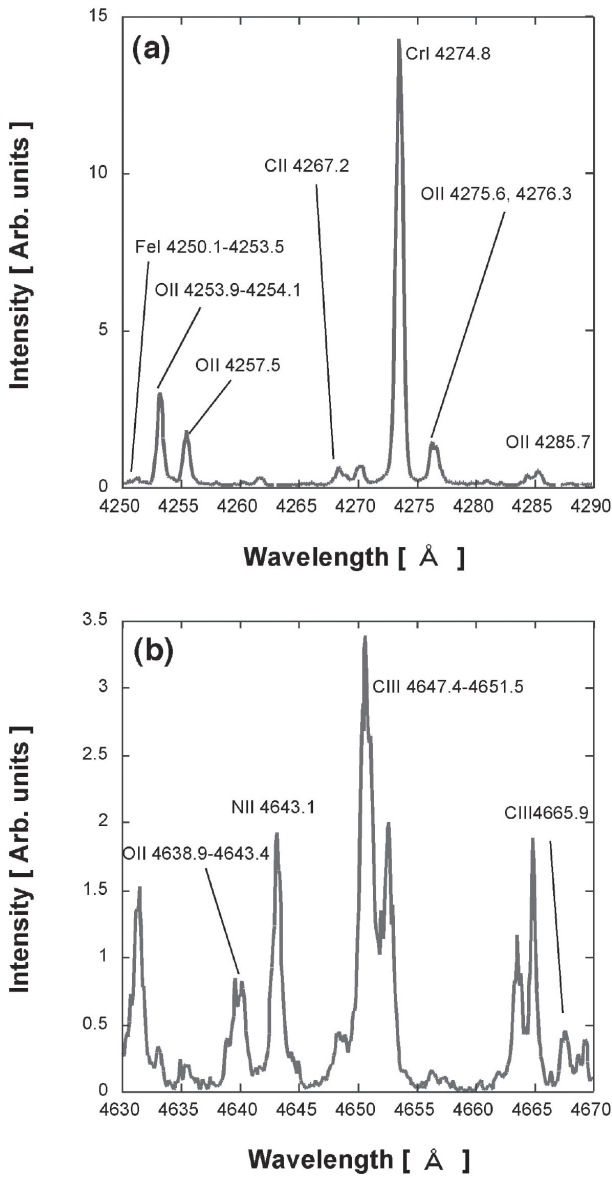 (a)
15
10
5
0
CrI 4274.8
CII 4267.2
OII 4275.6, 4276.3
FeI 4250.1-4253.5
OII 4253.9-4254.1
OII 4257.5
OII 4285.7
4250 4255 4260 4265 4270 4275 4280 4285 4290
Intensity [ Arb. units ]
Wavelength [ Å ]
(b)
3.5
3
2.5
2
1.5
1
0.5
0
CIII 4647.4-4651.5
NII 4643.1
CIII4665.9
OII 4638.9-4643.4
4630 4635 4640 4645 4650 4655 4660 4665 4670
Intensity [ Arb. units ]
Wavelength [ Å ]